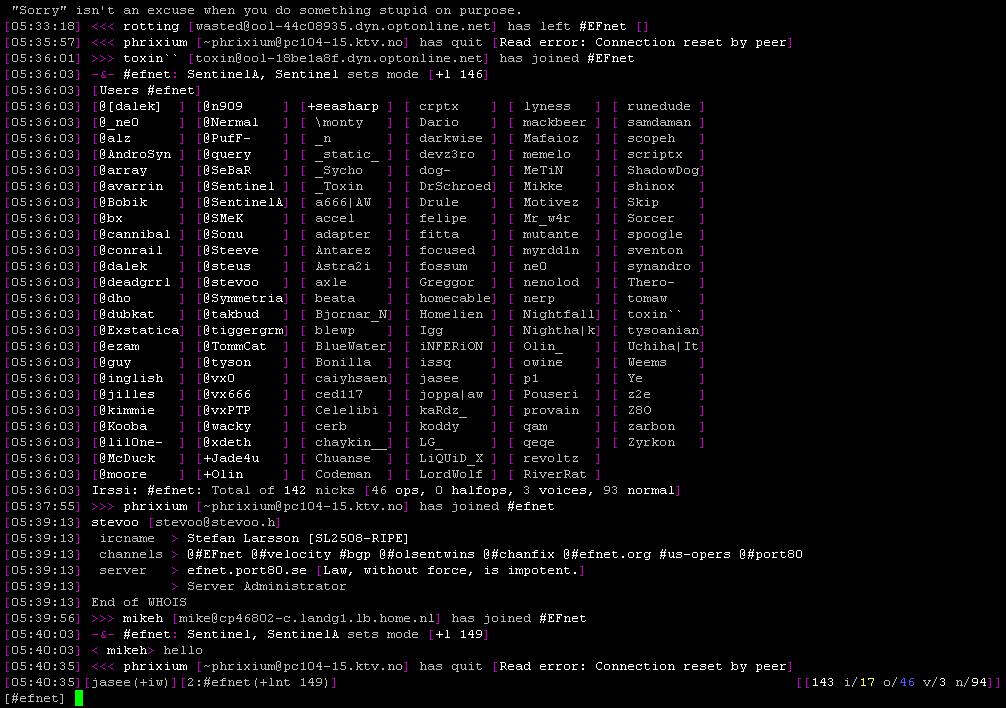 "Sorry" isn't an excuse when you do something stupid on purpose.
[05:33:18] <<< rotting [wasted@ool-44c08935.dyn.optonline.net] has left #EFnet []
[05:35:57] <<< phrixium [~phrixium@pc104-15.ktv.no] has quit [Read error: Connection reset by peer]
[05:36:01] >>> toxin`` [toxin@ool-18be1a8f.dyn.optonline.net] has joined #EFnet
[05:36:03] -&- #efnet: SentinelA, Sentinel sets mode [+l 146]
[05:36:03] [Users #efnet]
[05:36:03] [@[dalek] ] [@n909 ] [+seasharp ] [ crptx ] [ lyness ] [ runedude ]
[05:36:03] [@_ne0 ] [@Nermal ] [ \monty ] [ Dario ] [ mackbeer ] [ samdaman ]
[05:36:03] [@alz ] [@PufF- ] [ _n ] [ darkwise ] [ Mafaioz ] [ scopeh ]
[05:36:03] [@AndroSyn ] [@query ] [ _static_ ] [ devz3ro ] [ memelo ] [ scriptx ]
[05:36:03] [@array ] [@SeBaR ] [ _Sycho ] [ dog- ] [ MeTiN ] [ ShadowDog]
[05:36:03] [@avarrin ] [@Sentinel ] [ _Toxin ] [ DrSchroed] [ Mikke ] [ shinox ]
[05:36:03] [@Bobik ] [@SentinelA] [ a666|AW ] [ Drule ] [ Motivez ] [ Skip ]
[05:36:03] [@bx ] [@SMeK ] [ accel ] [ felipe ] [ Mr_w4r ] [ Sorcer ]
[05:36:03] [@cannibal ] [@Sonu ] [ adapter ] [ fitta ] [ mutante ] [ spoogle ]
[05:36:03] [@conrail ] [@Steeve ] [ Antarez ] [ focused ] [ myrdd1n ] [ sventon ]
[05:36:03] [@dalek ] [@steus ] [ Astra2i ] [ fossum ] [ ne0 ] [ synandro ]
[05:36:03] [@deadgrrl ] [@stevoo ] [ axle ] [ Greggor ] [ nenolod ] [ Thero- ]
[05:36:03] [@dho ] [@Symmetria] [ beata ] [ homecable] [ nerp ] [ tomaw ]
[05:36:03] [@dubkat ] [@takbud ] [ Bjornar_N] [ Homelien ] [ Nightfall] [ toxin`` ]
[05:36:03] [@Exstatica] [@tiggergrm] [ blewp ] [ Igg ] [ Nightha|k] [ tysoanian]
[05:36:03] [@ezam ] [@TommCat ] [ BlueWater] [ iNFERiON ] [ Olin_ ] [ Uchiha|It]
[05:36:03] [@guy ] [@tyson ] [ Bonilla ] [ issq ] [ owine ] [ Weems ]
[05:36:03] [@inglish ] [@vx0 ] [ caiyhsaen] [ jasee ] [ p1 ] [ Ye ]
[05:36:03] [@jilles ] [@vx666 ] [ ced117 ] [ joppa|aw ] [ Pouseri ] [ z2e ]
[05:36:03] [@kimmie ] [@vxPTP ] [ Celelibi ] [ kaRdz_ ] [ provain ] [ Z80 ]
[05:36:03] [@Kooba ] [@wacky ] [ cerb ] [ koddy ] [ qam ] [ zarbon ]
[05:36:03] [@lilOne- ] [@xdeth ] [ chaykin__] [ LG_ ] [ qeqe ] [ Zyrkon ]
[05:36:03] [@McDuck ] [+Jade4u ] [ Chuanse ] [ LiQUiD_X ] [ revoltz ]
[05:36:03] [@moore ] [+Olin ] [ Codeman ] [ LordWolf ] [ RiverRat ]
[05:36:03] Irssi: #efnet: Total of 142 nicks [46 ops, 0 halfops, 3 voices, 93 normal]
[05:37:55] >>> phrixium [~phrixium@pc104-15.ktv.no] has joined #efnet
[05:39:13] stevoo [stevoo@stevoo.h]
[05:39:13] ircname > Stefan Larsson [SL2508-RIPE]
[05:39:13] channels > @#EFnet @#velocity #bgp @#olsentwins @#chanfix @#efnet.org #us-opers @#port80
[05:39:13] server > efnet.port80.se [Law, without force, is impotent.]
[05:39:13] > Server Administrator
[05:39:13] End of WHOIS
[05:39:56] >>> mikeh [mike@cp46802-c.landg1.lb.home.nl] has joined #EFnet
[05:40:03] -&- #efnet: Sentinel, SentinelA sets mode [+l 149]
[05:40:03] < mikeh> hello
[05:40:35] <<< phrixium [~phrixium@pc104-15.ktv.no] has quit [Read error: Connection reset by peer]
[05:40:35][jasee(+iw)][2:#efnet(+lnt 149)] [[143 i/17 o/46 v/3 n/94]]
[#efnet]